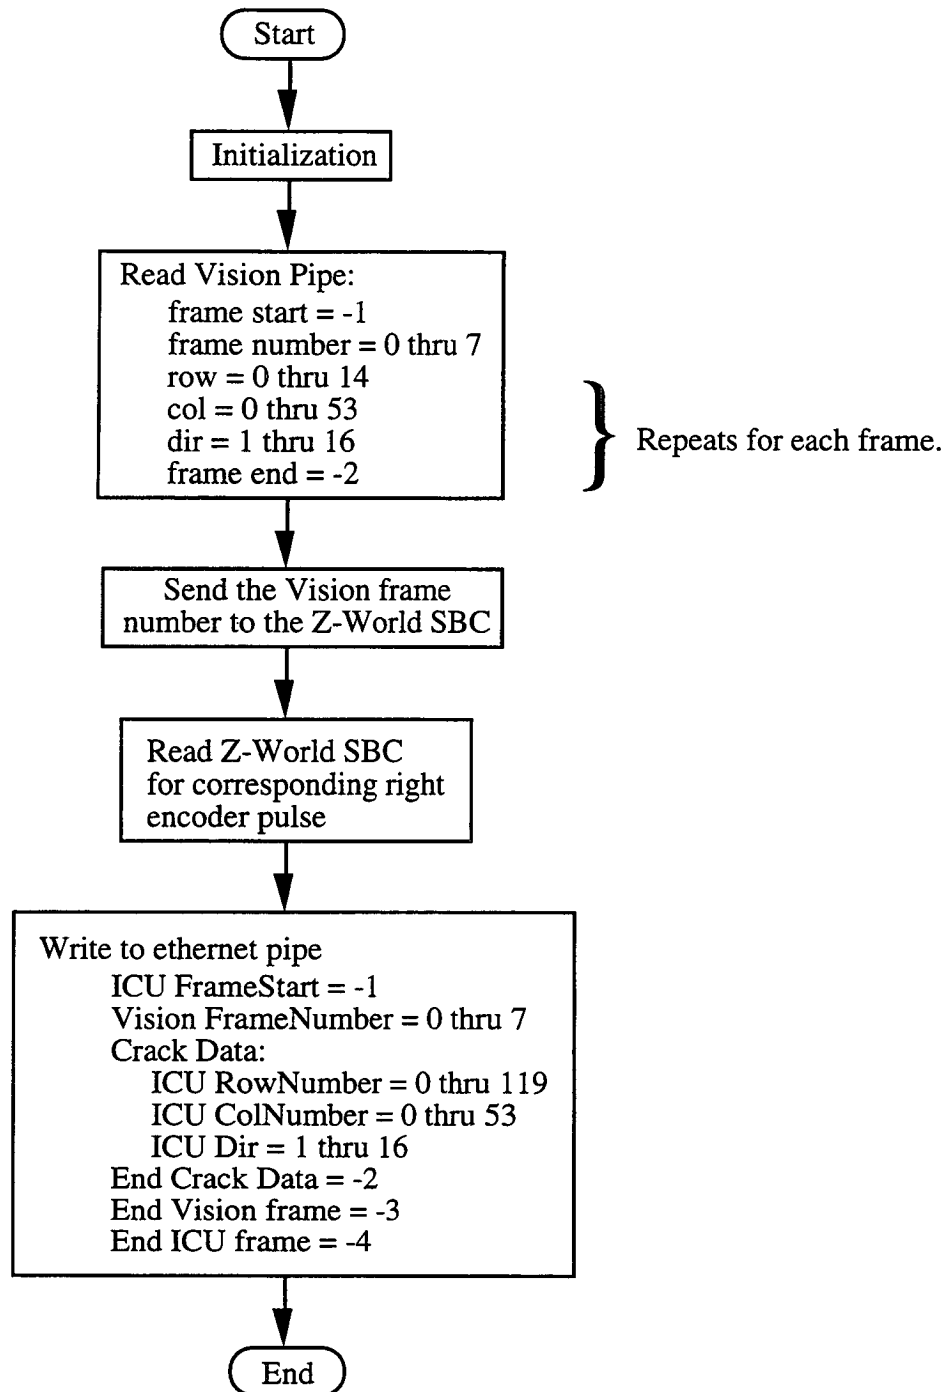 Start
Initialization
Read Vision Pipe:
frame start = -1
frame number = 0 thru 7
row = 0 thru 14
col = 0 thru 53
dir = 1 thru 16
frame end = -2
} Repeats for each frame.
Send the Vision frame
number to the Z-World SBC
Read Z-World SBC
for corresponding right
encoder pulse
Write to ethernet pipe
ICU FrameStart = -1
Vision FrameNumber = 0 thru 7
Crack Data:
ICU RowNumber = 0 thru 119
ICU ColNumber = 0 thru 53
ICU Dir = 1 thru 16
End Crack Data = -2
End Vision frame = -3
End ICU frame = -4
End